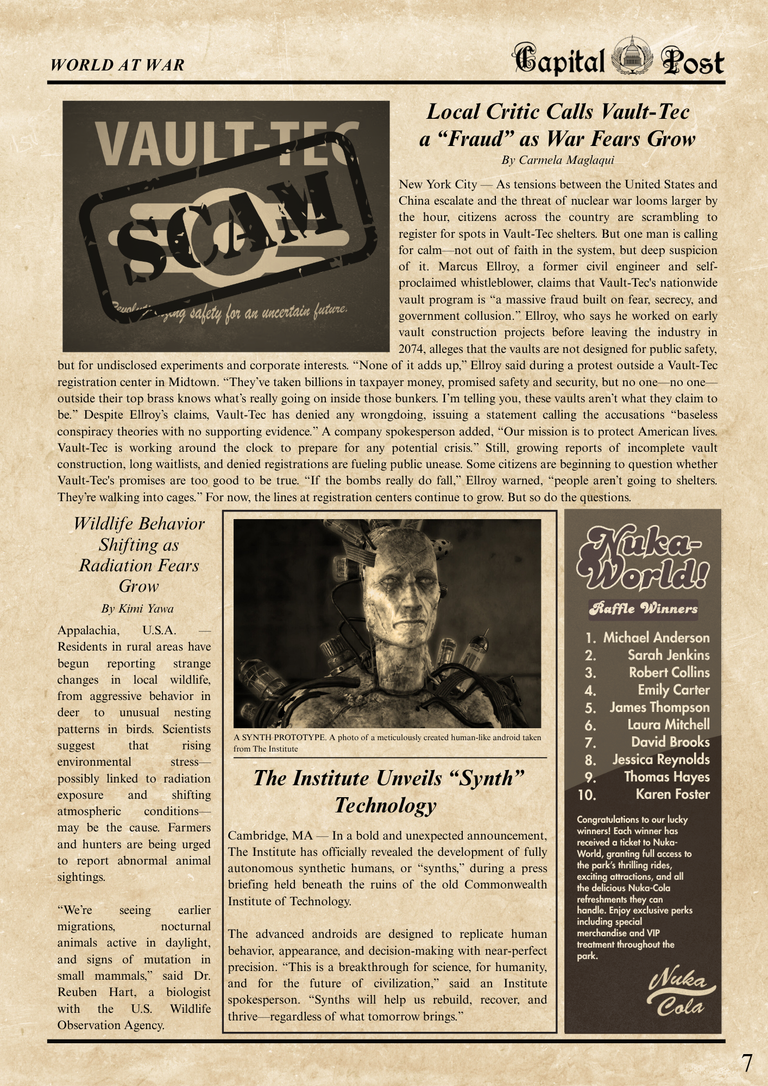 WORLD AT WAR
Capital Post
VAULT-TEC
SCAM
Revolutionizing safety for an uncertain future.
Local Critic Calls Vault-Tec
a “Fraud” as War Fears Grow
By Carmela Maglaqui
New York City — As tensions between the United States and
China escalate and the threat of nuclear war looms larger by
the hour, citizens across the country are scrambling to
register for spots in Vault-Tec shelters. But one man is calling
for calm—not out of faith in the system, but deep suspicion
of it. Marcus Ellroy, a former civil engineer and self-
proclaimed whistleblower, claims that Vault-Tec's nationwide
vault program is “a massive fraud built on fear, secrecy, and
government collusion.” Ellroy, who says he worked on early
vault construction projects before leaving the industry in
2074, alleges that the vaults are not designed for public safety,
but for undisclosed experiments and corporate interests. “None of it adds up,” Ellroy said during a protest outside a Vault-Tec
registration center in Midtown. “They’ve taken billions in taxpayer money, promised safety and security, but no one—no one—
outside their top brass knows what’s really going on inside those bunkers. I’m telling you, these vaults aren’t what they claim to
be.” Despite Ellroy’s claims, Vault-Tec has denied any wrongdoing, issuing a statement calling the accusations “baseless
conspiracy theories with no supporting evidence.” A company spokesperson added, “Our mission is to protect American lives.
Vault-Tec is working around the clock to prepare for any potential crisis.” Still, growing reports of incomplete vault
construction, long waitlists, and denied registrations are fueling public unease. Some citizens are beginning to question whether
Vault-Tec's promises are too good to be true. “If the bombs really do fall,” Ellroy warned, “people aren’t going to shelters.
They’re walking into cages.” For now, the lines at registration centers continue to grow. But so do the questions.
Wildlife Behavior
Shifting as
Radiation Fears
Grow
By Kimi Yawa
Appalachia, U.S.A. —
Residents in rural areas have
begun reporting strange
changes in local wildlife,
from aggressive behavior in
deer to unusual nesting
patterns in birds. Scientists
suggest that rising
environmental stress—
possibly linked to radiation
exposure and shifting
atmospheric conditions—
may be the cause. Farmers
and hunters are being urged
to report abnormal animal
sightings.
“We’re seeing earlier
migrations, nocturnal
animals active in daylight,
and signs of mutation in
small mammals,” said Dr.
Reuben Hart, a biologist
with the U.S. Wildlife
Observation Agency.
A SYNTH PROTOTYPE. A photo of a meticulously created human-like android taken
from The Institute
The Institute Unveils “Synth”
Technology
Cambridge, MA — In a bold and unexpected announcement,
The Institute has officially revealed the development of fully
autonomous synthetic humans, or “synths,” during a press
briefing held beneath the ruins of the old Commonwealth
Institute of Technology.
The advanced androids are designed to replicate human
behavior, appearance, and decision-making with near-perfect
precision. “This is a breakthrough for science, for humanity,
and for the future of civilization,” said an Institute
spokesperson. “Synths will help us rebuild, recover, and
thrive—regardless of what tomorrow brings.”
Nuka-
World!
Raffle Winners
1. Michael Anderson
2. Sarah Jenkins
3. Robert Collins
4. Emily Carter
5. James Thompson
6. Laura Mitchell
7. David Brooks
8. Jessica Reynolds
9. Thomas Hayes
10. Karen Foster
Congratulations to our lucky
winners! Each winner has
received a ticket to Nuka-
World, granting full access to
the park’s thrilling rides,
exciting attractions, and all
the delicious Nuka-Cola
refreshments they can
handle. Enjoy exclusive perks
including special
merchandise and VIP
treatment throughout the
park.
Nuka
Cola
7